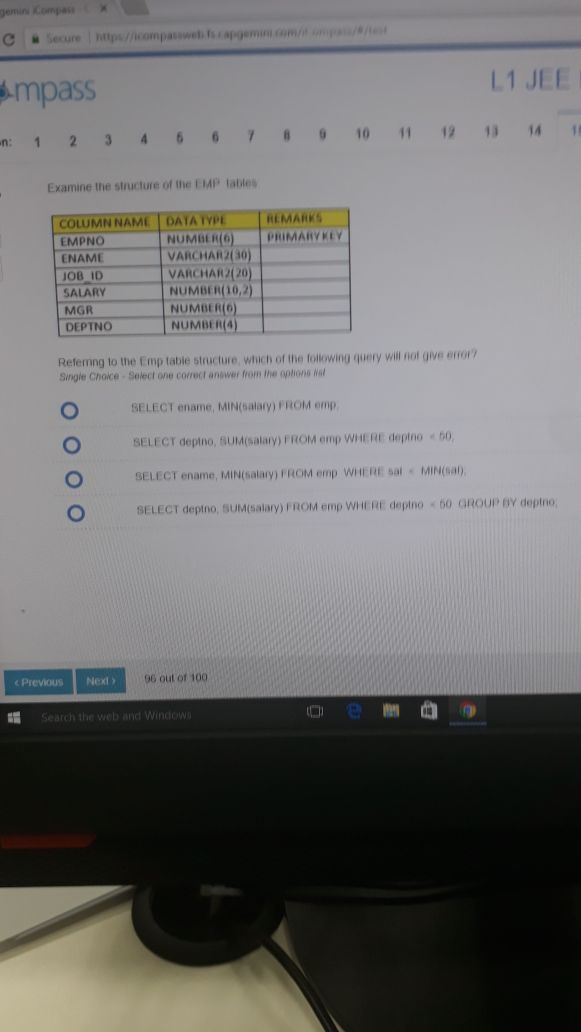 gemini iCompass - C ×
Secure https://icompassweb.fs.capgemini.com/iCompass/#/test
ompass
L1 JEE
n: 1 2 3 4 5 6 7 8 9 10 11 12 13 14
Examine the structure of the EMP tables
COLUMN NAME DATA TYPE REMARKS
EMPNO NUMBER(6) PRIMARY KEY
ENAME VARCHAR2(30)
JOB_ID VARCHAR2(20)
SALARY NUMBER(10,2)
MGR NUMBER(6)
DEPTNO NUMBER(4)
Referring to the Emp table structure, which of the following query will not give error?
Single Choice - Select one correct answer from the options list
SELECT ename, MIN(salary) FROM emp;
SELECT deptno, SUM(salary) FROM emp WHERE deptno < 50;
SELECT ename, MIN(salary) FROM emp WHERE sal < MIN(sal);
SELECT deptno, SUM(salary) FROM emp WHERE deptno < 50 GROUP BY deptno;
‹ Previous Next › 96 out of 100
Search the web and Windows